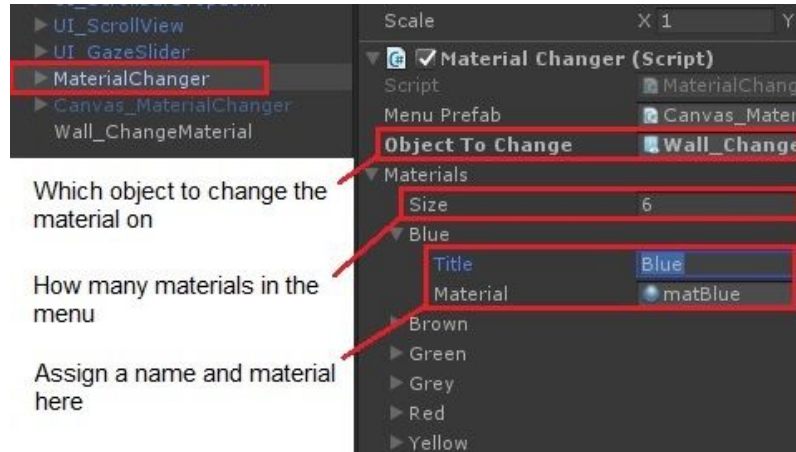 UI_ScrollView
UI_GazeSlider
MaterialChanger
Canvas_MaterialChanger
Wall_ChangeMaterial
Which object to change the
material on
How many materials in the
menu
Assign a name and material
here
Scale X 1 Y
Material Changer (Script)
Script MaterialChang
Menu Prefab Canvas_Mater
Object To Change Wall_Change
Materials
Size 6
Blue
Title Blue
Material matBlue
Brown
Green
Grey
Red
Yellow